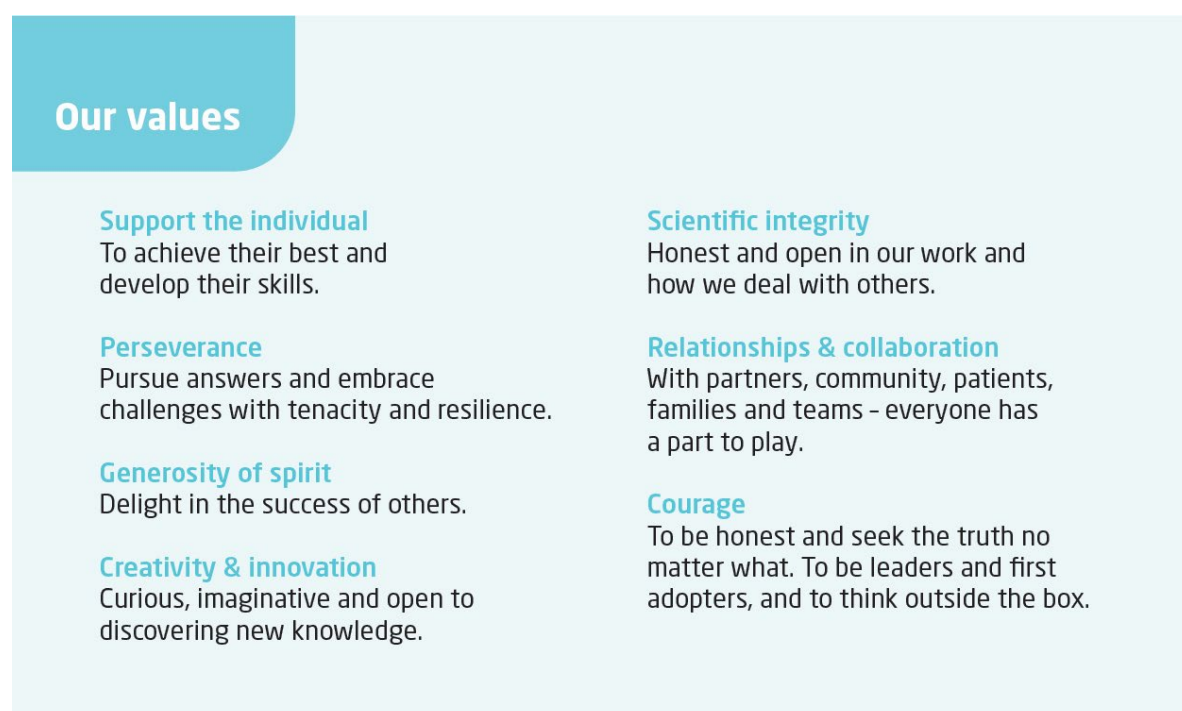 Our values
Support the individual
To achieve their best and
develop their skills.
Perseverance
Pursue answers and embrace
challenges with tenacity and resilience.
Generosity of spirit
Delight in the success of others.
Creativity & innovation
Curious, imaginative and open to
discovering new knowledge.
Scientific integrity
Honest and open in our work and
how we deal with others.
Relationships & collaboration
With partners, community, patients,
families and teams – everyone has
a part to play.
Courage
To be honest and seek the truth no
matter what. To be leaders and first
adopters, and to think outside the box.